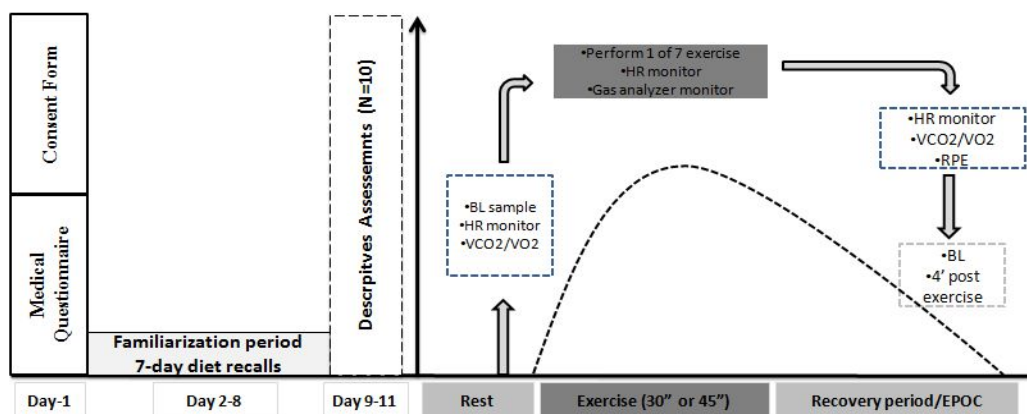 Consent Form
Medical
Questionnaire
Familiarization period
7-day diet recalls
Descrpitves Assessemnts (N=10)
•BL sample
•HR monitor
•VCO2/VO2
•Perform 1 of 7 exercise
•HR monitor
•Gas analyzer monitor
•HR monitor
•VCO2/VO2
•RPE
•BL
•4’ post
exercise
Day-1
Day 2-8
Day 9-11
Rest
Exercise (30” or 45”)
Recovery period/EPOC